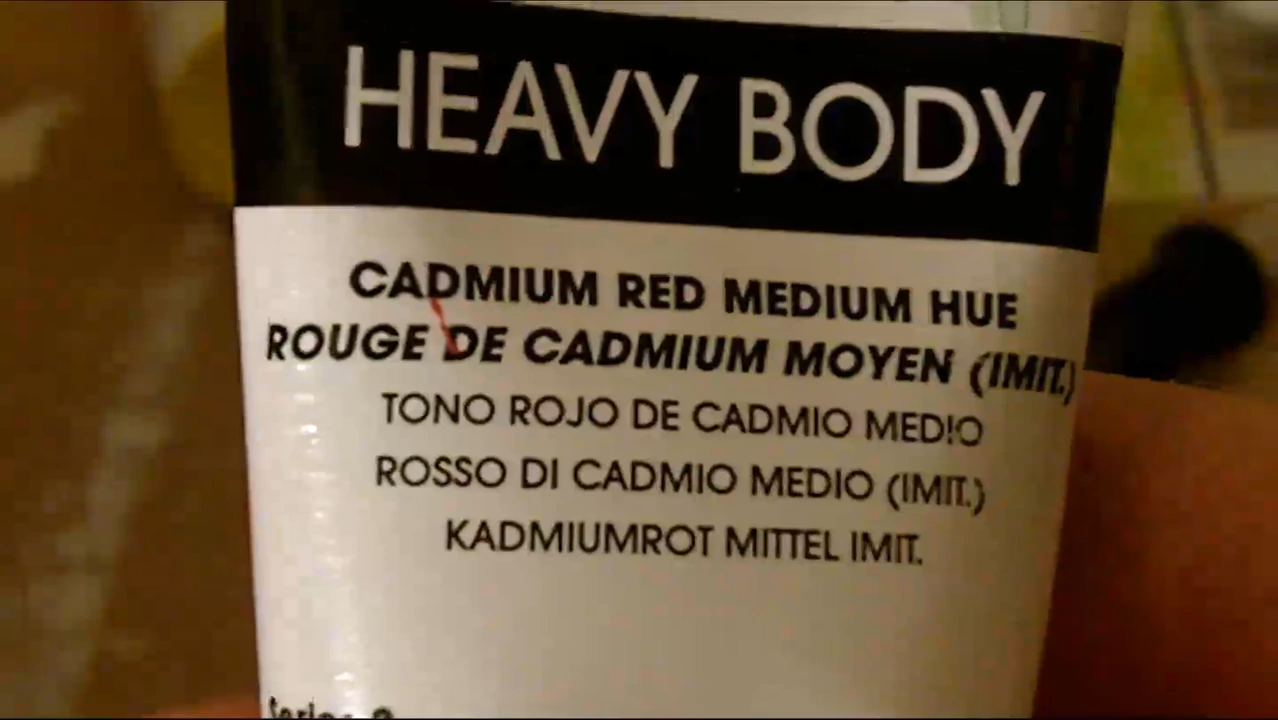 HEAVY BODY
CADMIUM RED MEDIUM HUE
ROUGE DE CADMIUM MOYEN (IMIT.)
TONO ROJO DE CADMIO MEDIO
ROSSO DI CADMIO MEDIO (IMIT.)
KADMIUMROT MITTEL IMIT.
Series